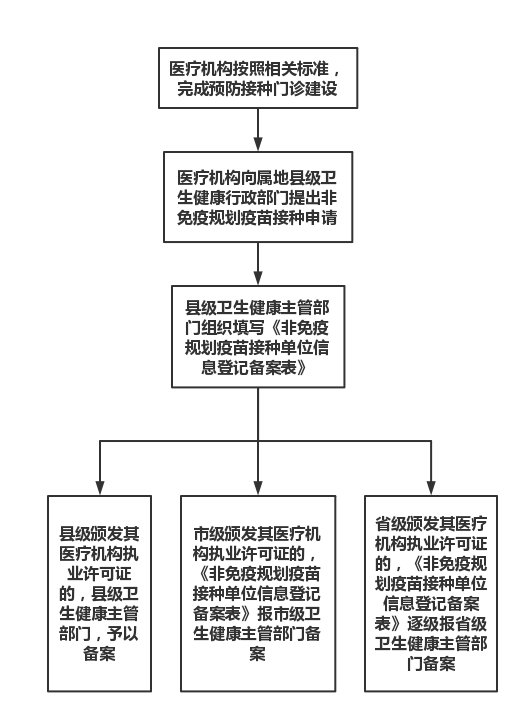 医疗机构按照相关标准，
完成预防接种门诊建设
医疗机构向属地县级卫
生健康行政部门提出非
免疫规划疫苗接种申请
县级卫生健康主管部
门组织填写《非免疫
规划疫苗接种单位信
息登记备案表》
县级颁发其
医疗机构执
业许可证
的，县级卫
生健康主管
部门，予以
备案
市级颁发其医疗机
构执业许可证的，
《非免疫规划疫苗
接种单位信息登记
备案表》报市级卫
生健康主管部门备
案
省级颁发其医疗
机构执业许可证
的，《非免疫规
划疫苗接种单位
信息登记备案
表》逐级报省级
卫生健康主管部
门备案